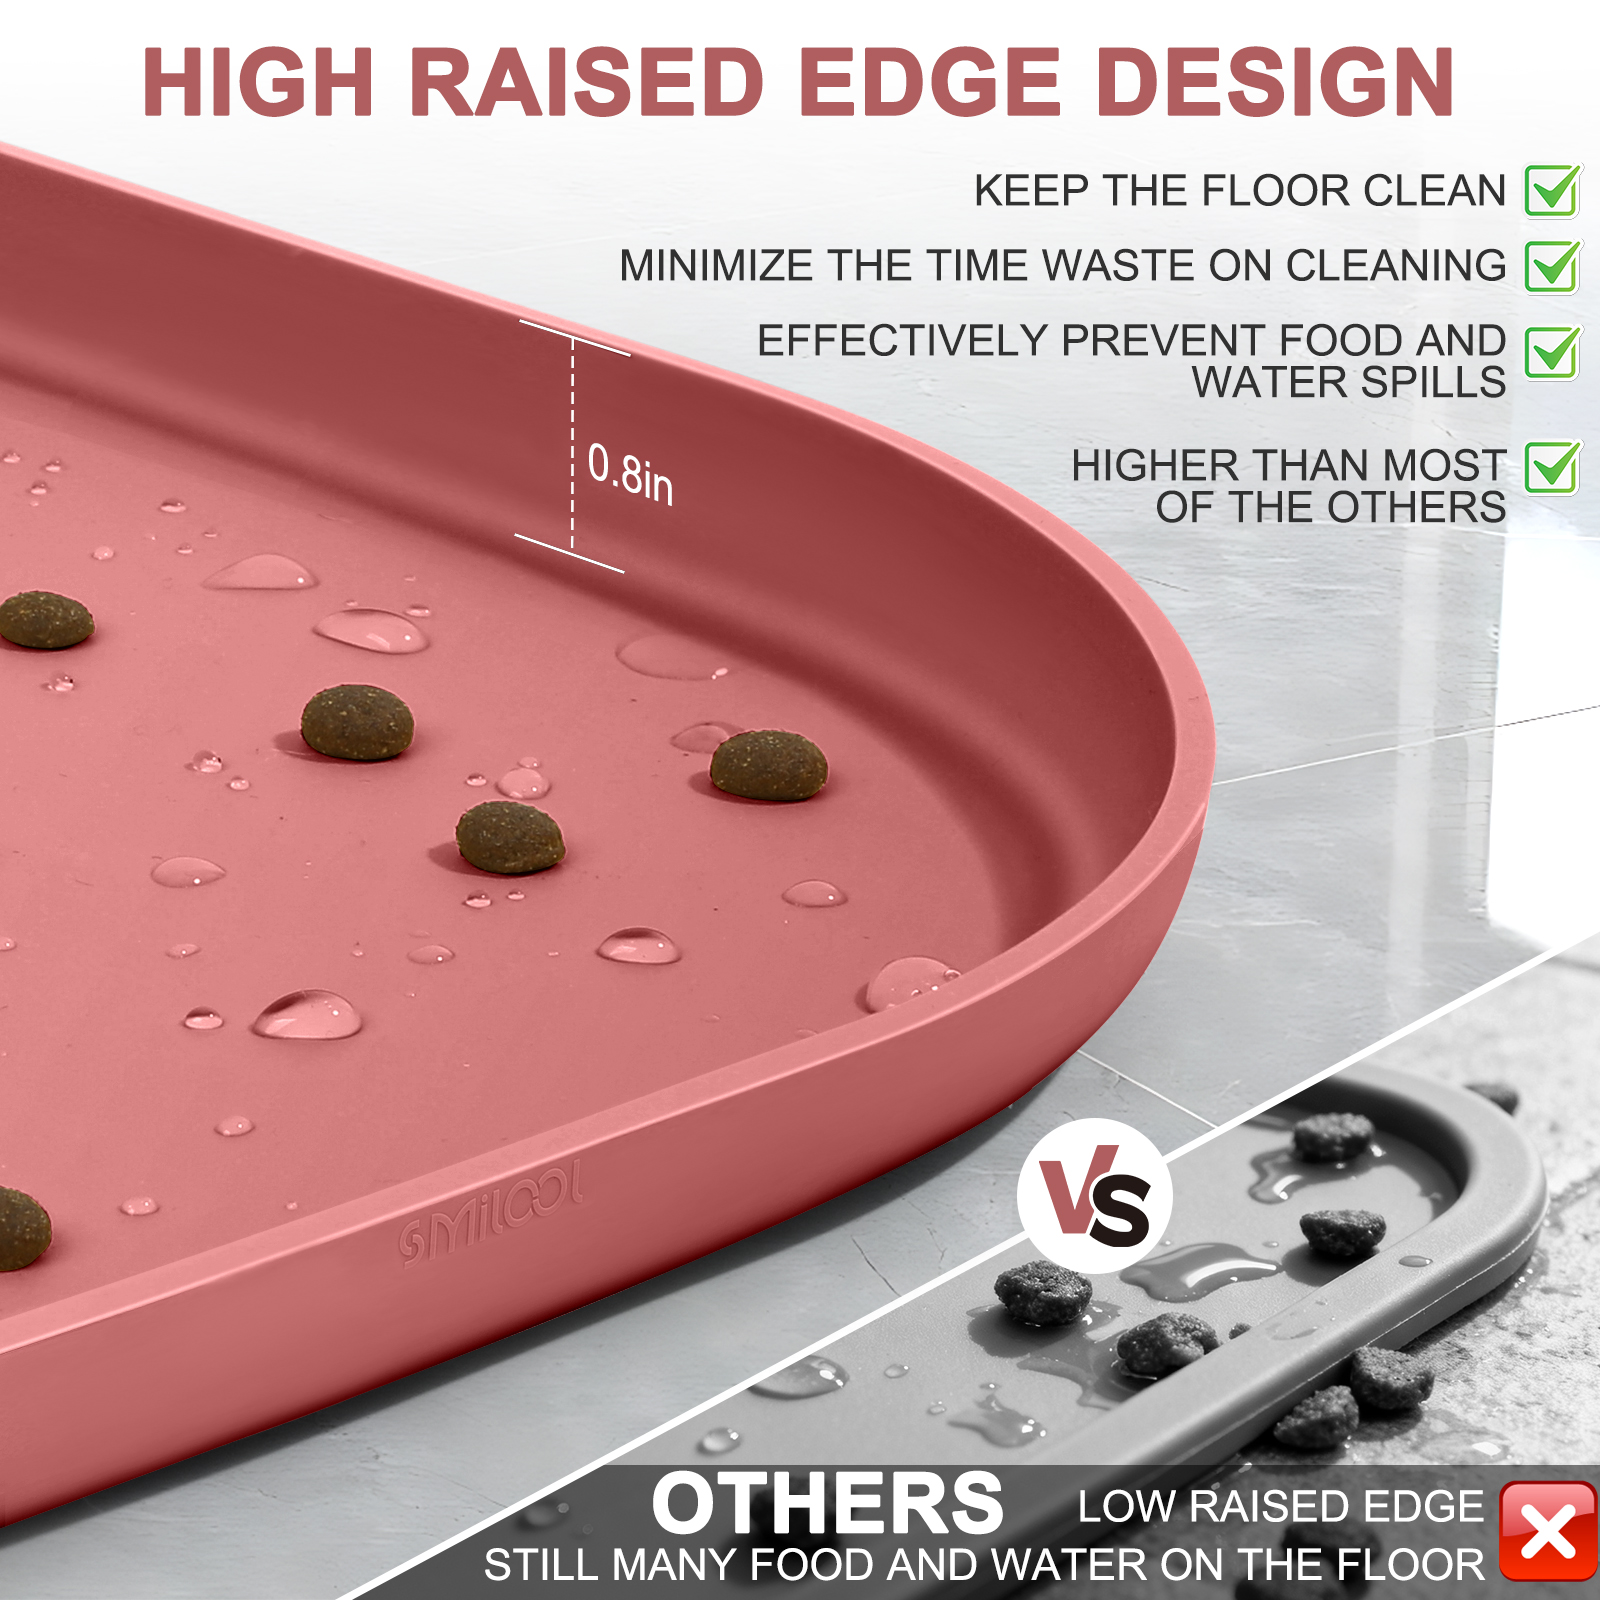 HIGH RAISED EDGE DESIGN
KEEP THE FLOOR CLEAN
MINIMIZE THE TIME WASTE ON CLEANING
EFFECTIVELY PREVENT FOOD AND
WATER SPILLS
HIGHER THAN MOST
OF THE OTHERS
0.8in
SMilool
VS
OTHERS
LOW RAISED EDGE
STILL MANY FOOD AND WATER ON THE FLOOR